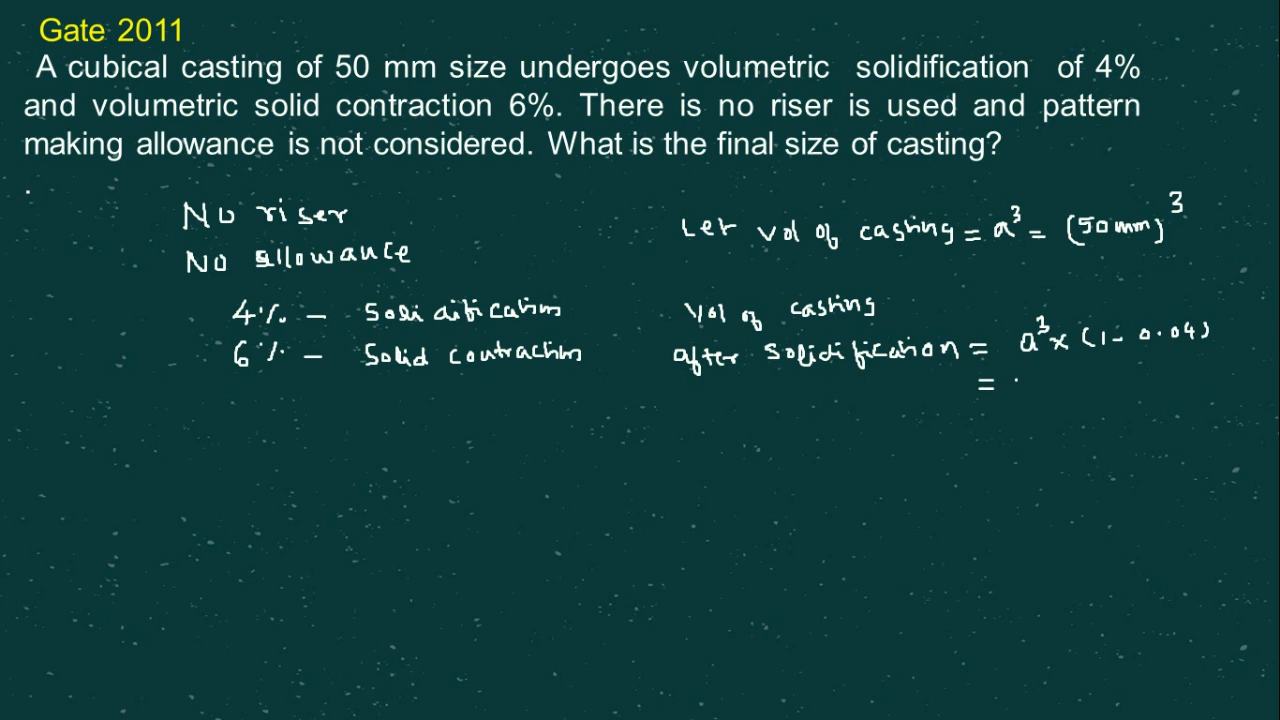 Gate 2011
A cubical casting of 50 mm size undergoes volumetric solidification of 4%
and volumetric solid contraction 6%. There is no riser is used and pattern
making allowance is not considered. What is the final size of casting?
No riser
No allowance
4% - Solidification
6% - Solid contraction
Let vol of casting = a³ = (50mm)³
Vol of casting
after solidification = a³ x (1-0.04)
=